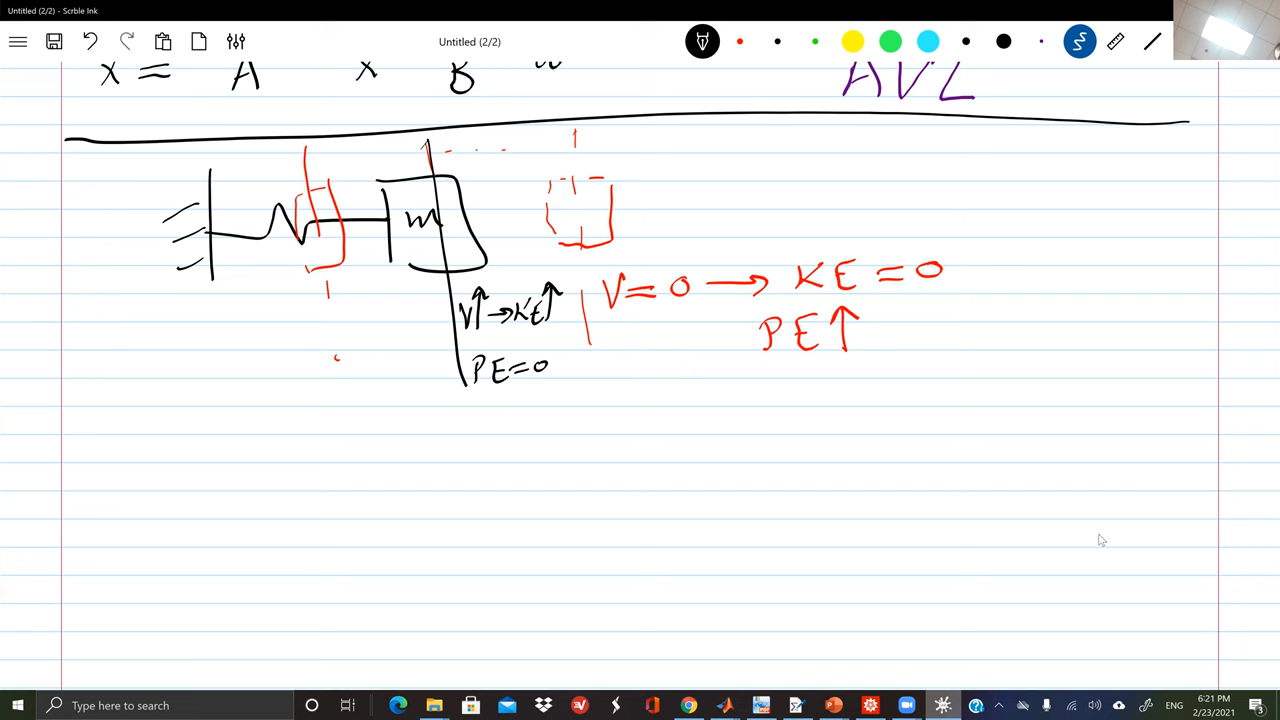 Untitled (2/2) - Scrble Ink
Untitled (2/2)
x = A x B
AVL
m
V↑ → KE↑
PE=0
V = 0 → KE = 0
PE↑
Type here to search
ENG
6:21 PM
2/23/2021
3